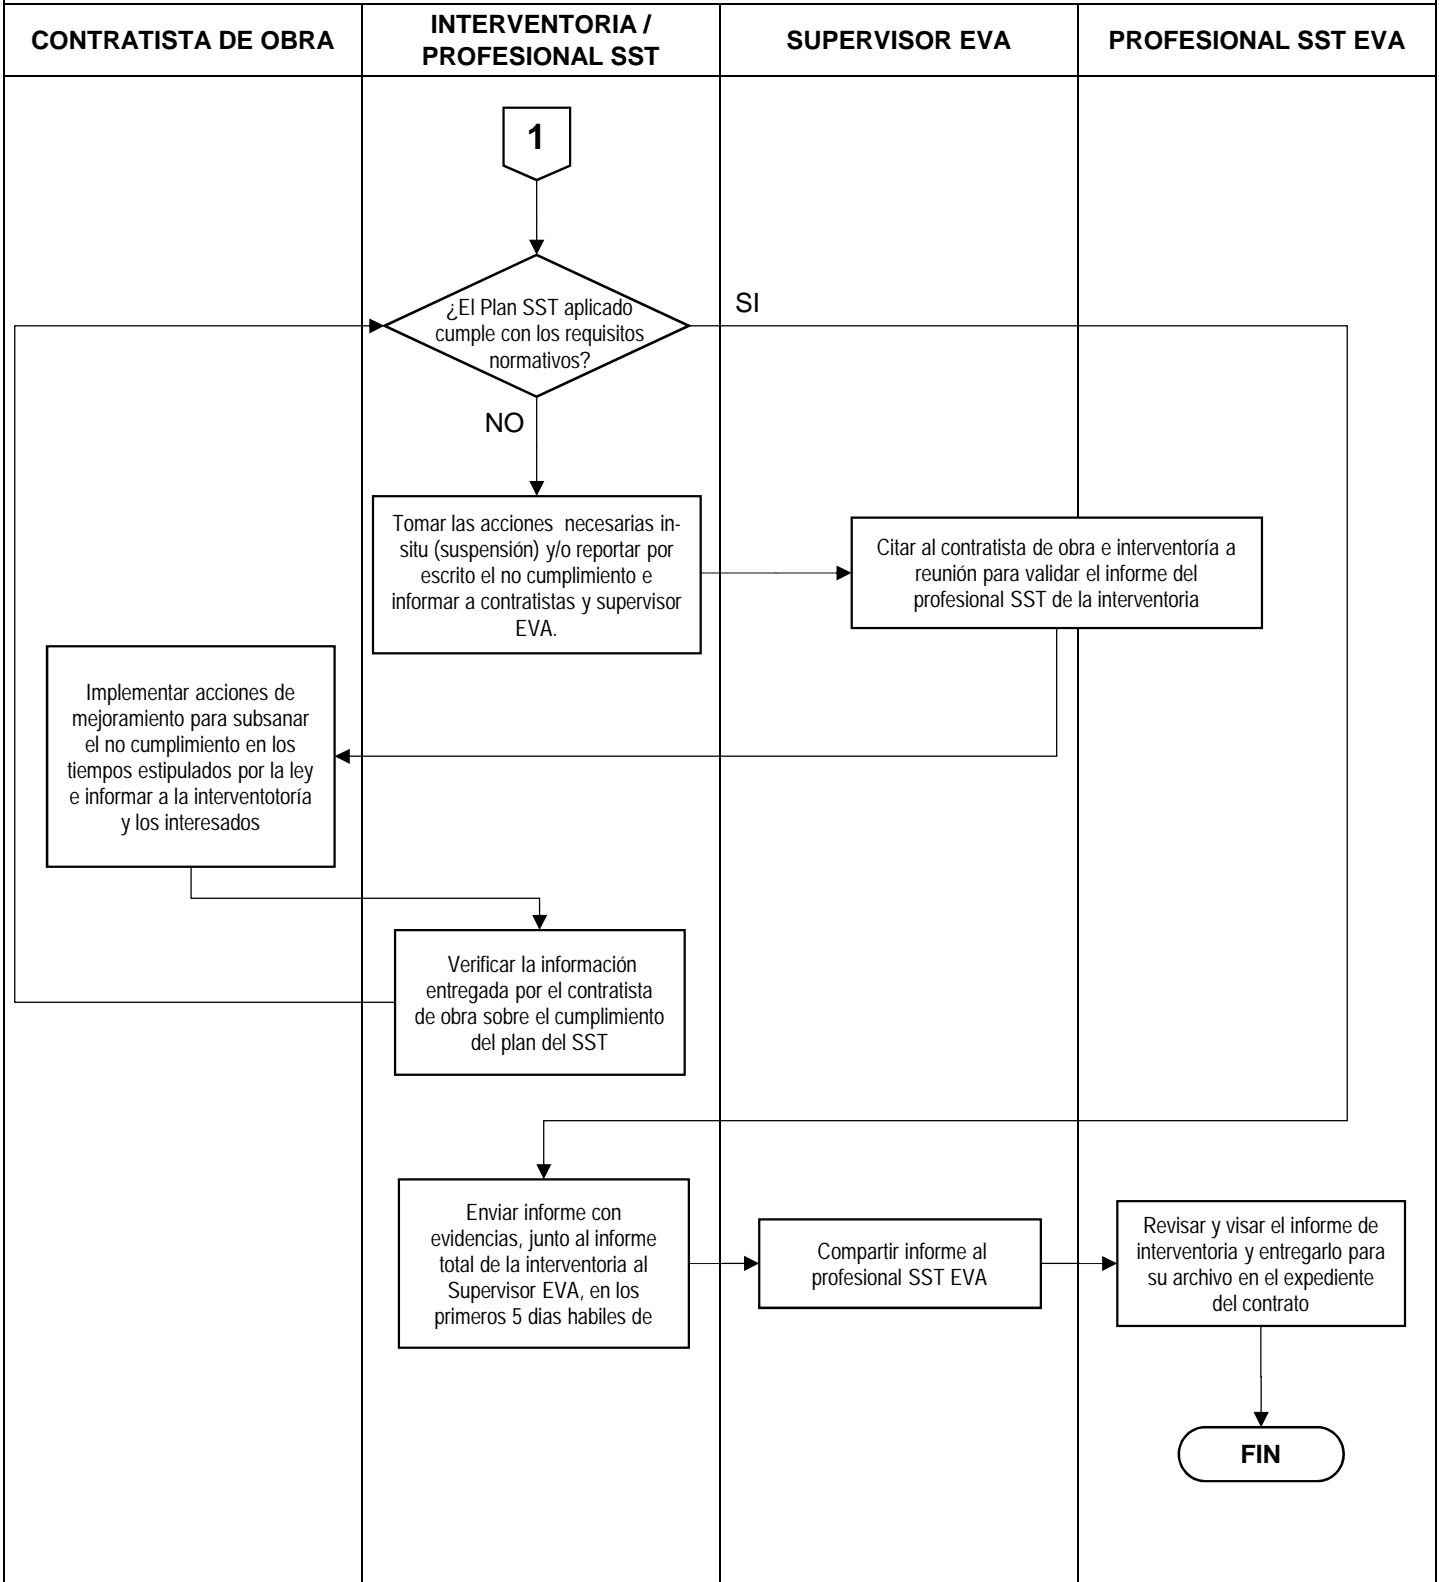 CONTRATISTA DE OBRA
INTERVENTORIA /
PROFESIONAL SST
SUPERVISOR EVA
PROFESIONAL SST EVA
1
¿El Plan SST aplicado
cumple con los requisitos
normativos?
SI
NO
Tomar las acciones necesarias in-
situ (suspensión) y/o reportar por
escrito el no cumplimiento e
informar a contratistas y supervisor
EVA.
Citar al contratista de obra e interventoría a
reunión para validar el informe del
profesional SST de la interventoria
Implementar acciones de
mejoramiento para subsanar
el no cumplimiento en los
tiempos estipulados por la ley
e informar a la interventotoría
y los interesados
Verificar la información
entregada por el contratista
de obra sobre el cumplimiento
del plan del SST
Enviar informe con
evidencias, junto al informe
total de la interventoria al
Supervisor EVA, en los
primeros 5 dias habiles de
Compartir informe al
profesional SST EVA
Revisar y visar el informe de
interventoria y entregarlo para
su archivo en el expediente
del contrato
FIN